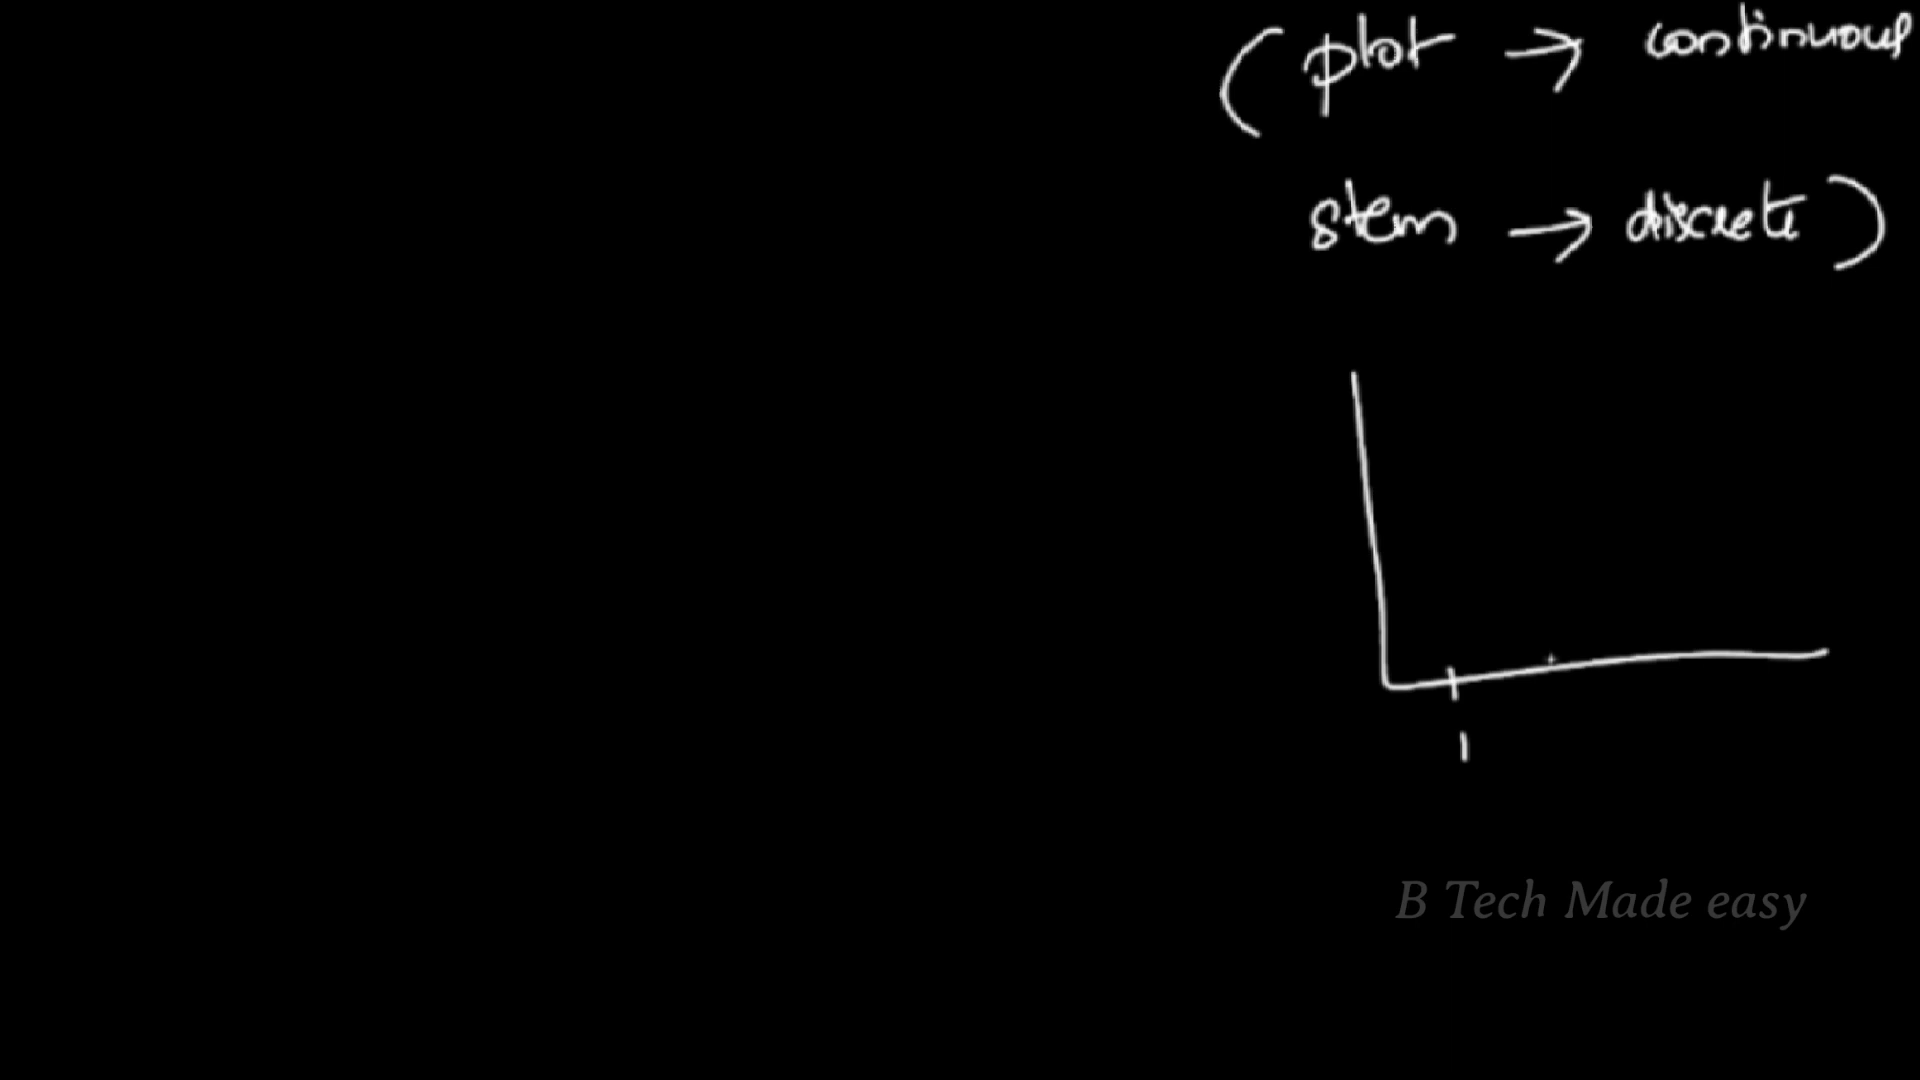 ( plot → continuous
stem → discrete )
1
B Tech Made easy